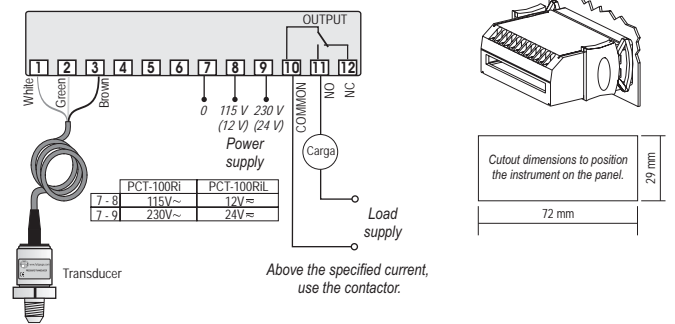 OUTPUT
1 2 3 4 5 6 7 8 9 10 11 12
White
Green
Brown
0
115 V
(12 V)
230 V
(24 V)
Power
supply
COMMON
NO
NC
Carga
PCT-100Ri PCT-100RiL
7 - 8 115V~ 12V⎓
7 - 9 230V~ 24V⎓
Load
supply
Transducer
Above the specified current,
use the contactor.
Cutout dimensions to position
the instrument on the panel.
29 mm
72 mm